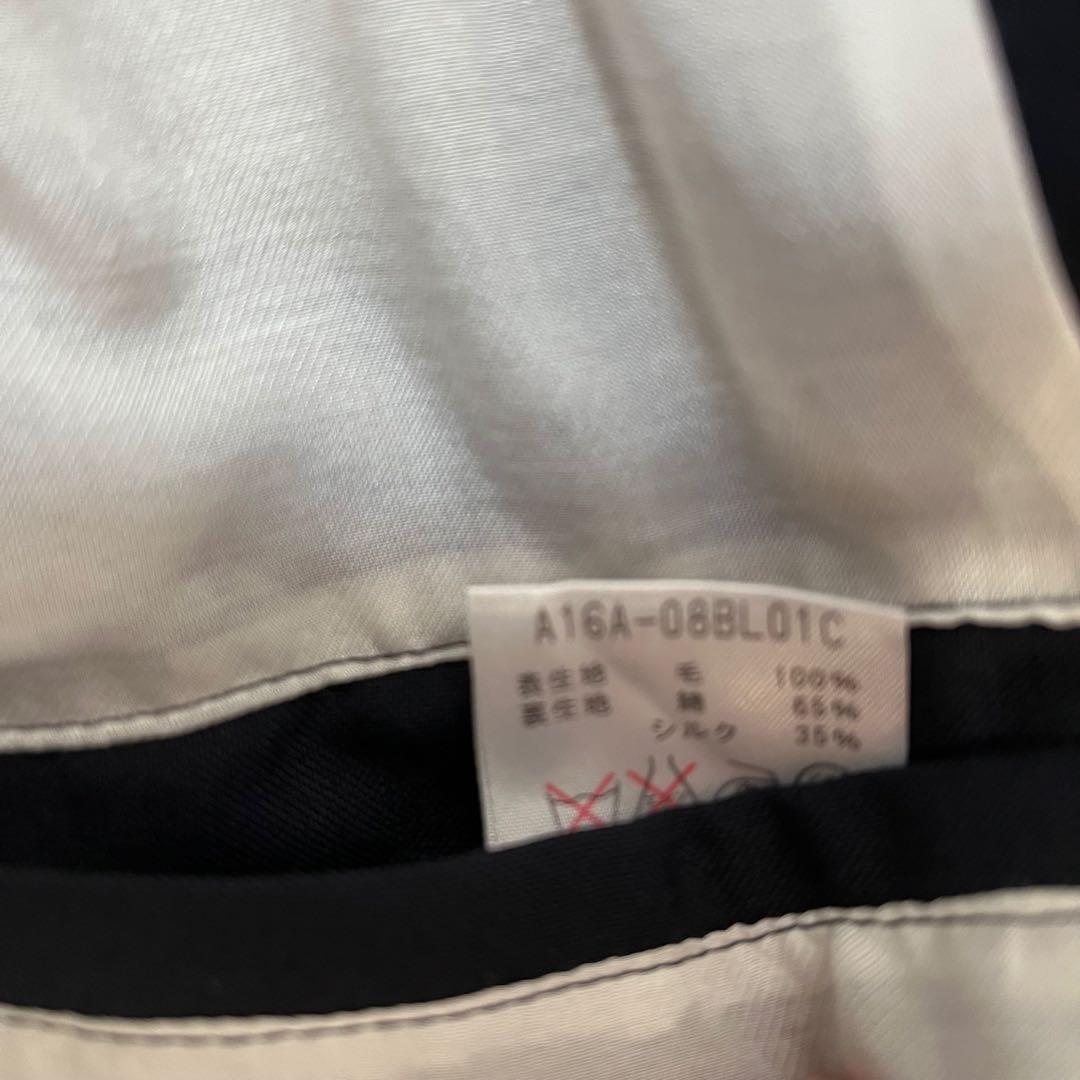 A16A-08BL01C
表生地 毛 100%
裏生地 綿 65%
シルク 35%